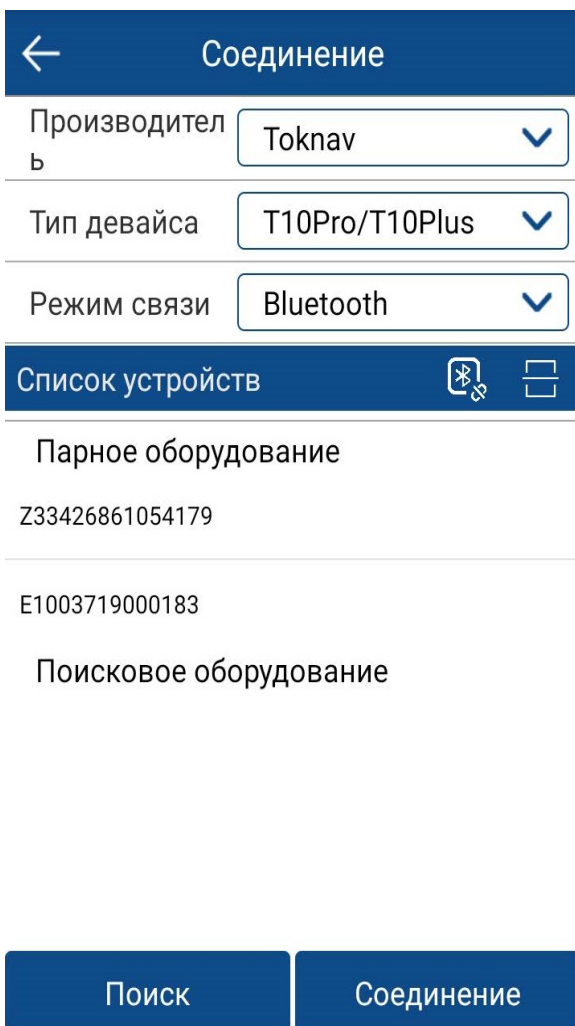 Соединение
Производител
ь
Toknav
Тип девайса
T10Pro/T10Plus
Режим связи
Bluetooth
Список устройств
Парное оборудование
Z33426861054179
E1003719000183
Поисковое оборудование
Поиск
Соединение